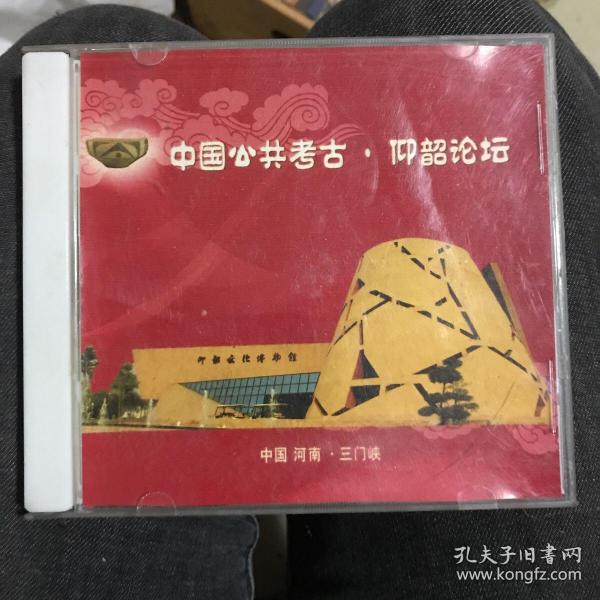 中国公共考古·仰韶论坛
仰韶文化博物馆
中国 河南·三门峡
孔夫子旧书网
www.kongfz.com